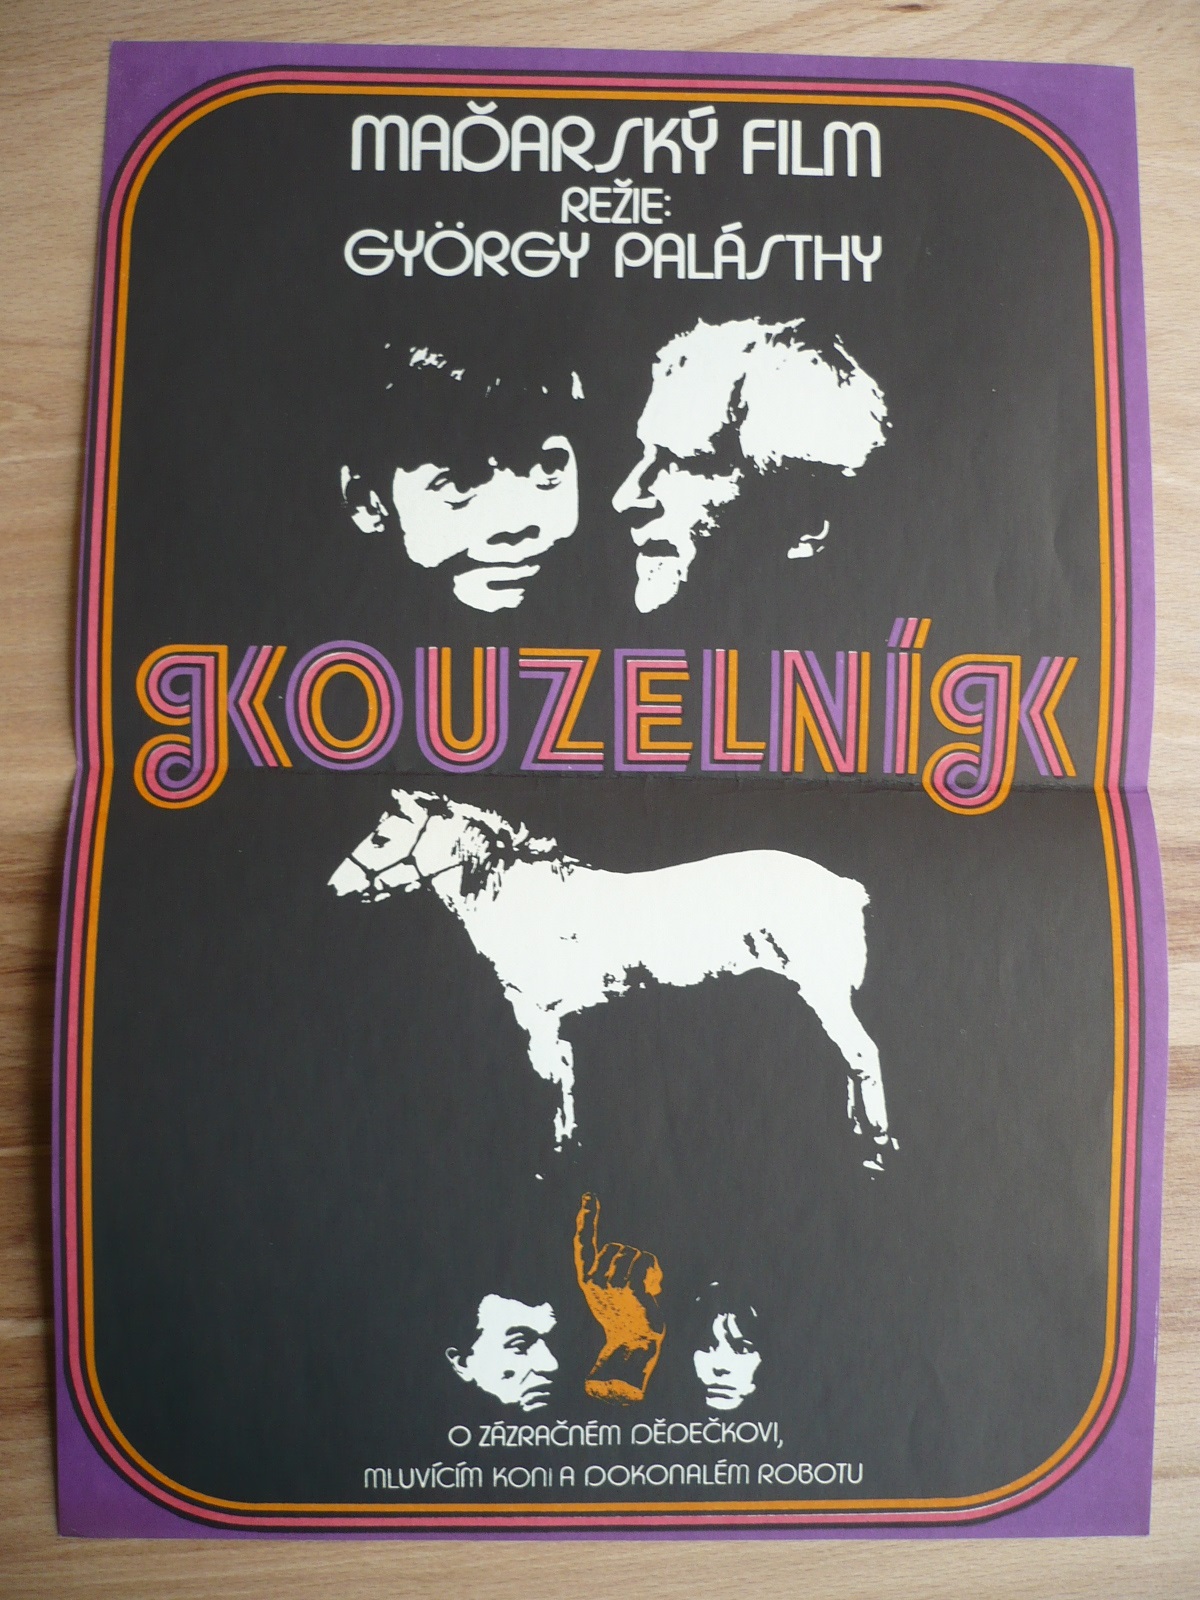 MAĎARSKÝ FILM
REŽIE:
GYÖRGY PALÁSTHY
KOUZELNÍK
O ZÁZRAČNÉM DĚDEČKOVI,
MLUVÍCÍM KONI A DOKONALÉM ROBOTU